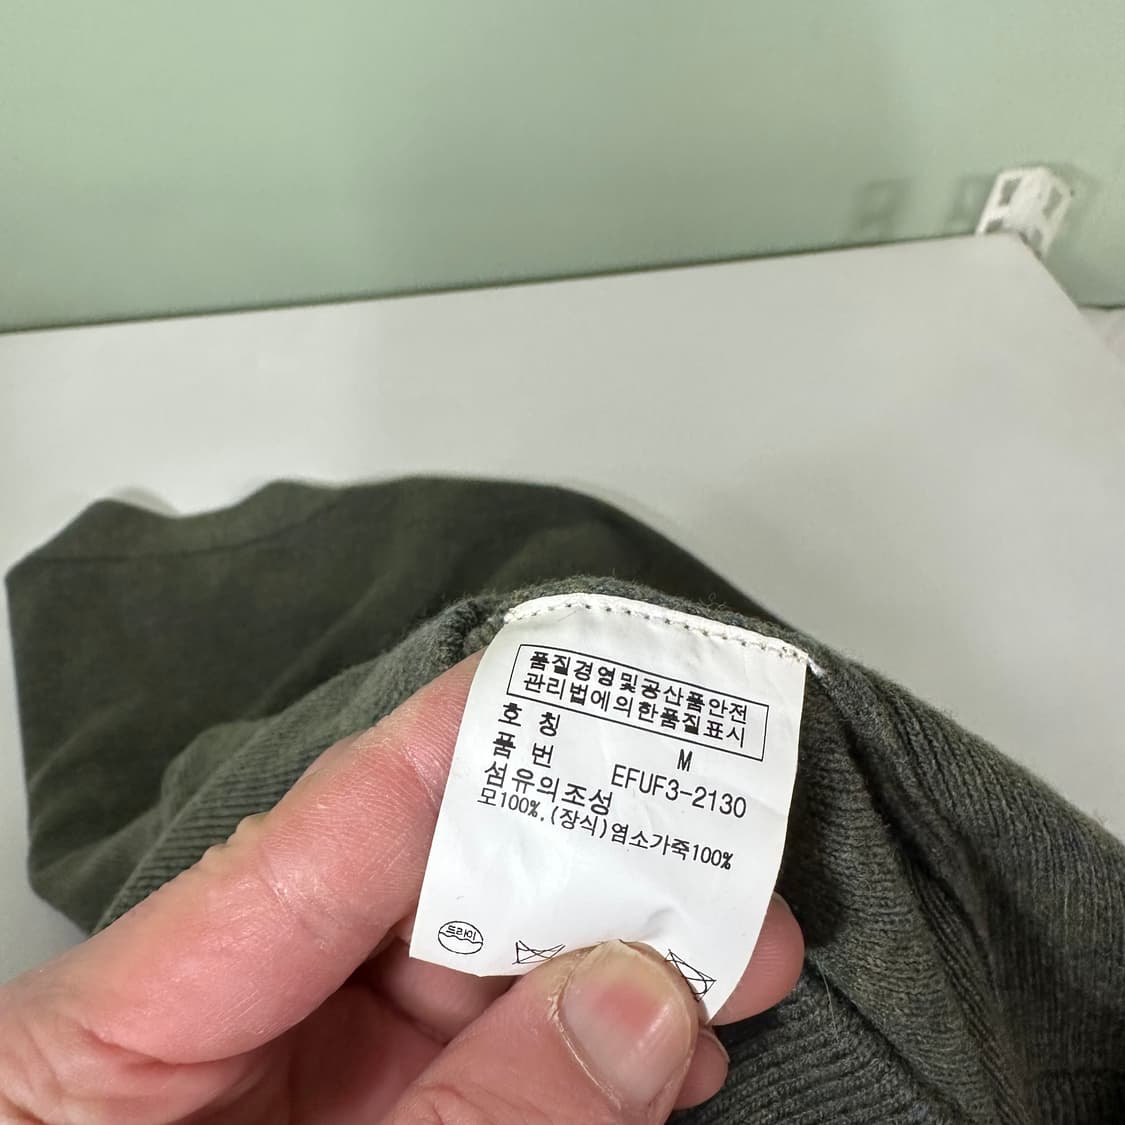 품질경영및공산품안전
관리법에의한품질표시
호 칭 M
품 번 EFUF3-2130
섬유의조성
모100%,(장식)염소가죽100%
드라이